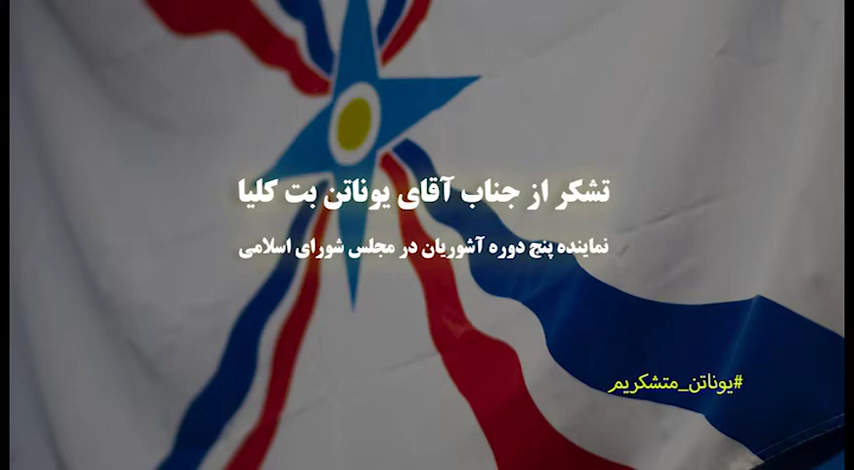 تشکر از جناب آقای یوناتن بت کلیا
نماینده پنج دوره آشوریان در مجلس شورای اسلامی
#یوناتن_متشکریم